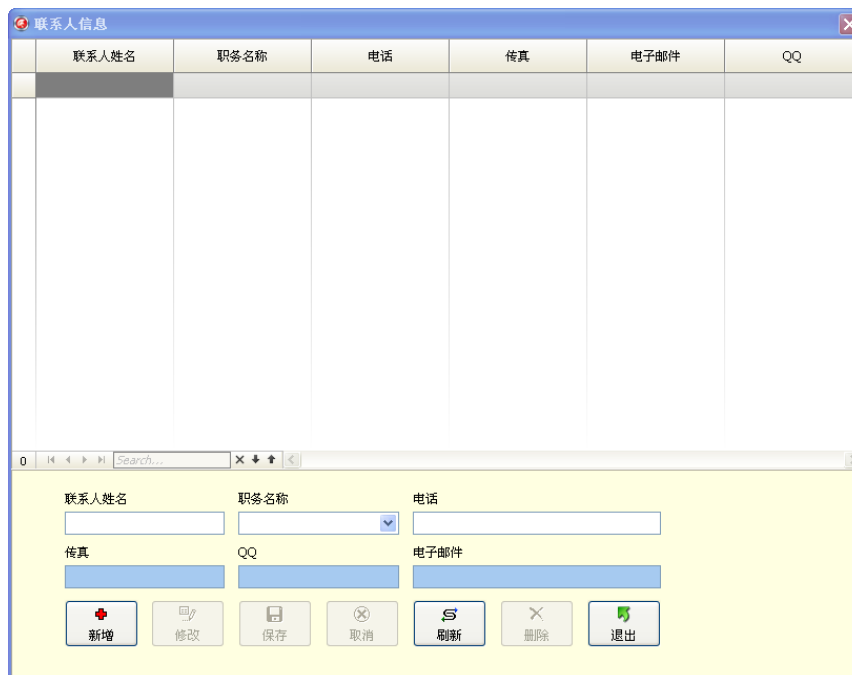 联系人信息
联系人姓名 职务名称 电话 传真 电子邮件 QQ
0 Search...
联系人姓名 职务名称 电话
传真 QQ 电子邮件
新增 修改 保存 取消 刷新 删除 退出